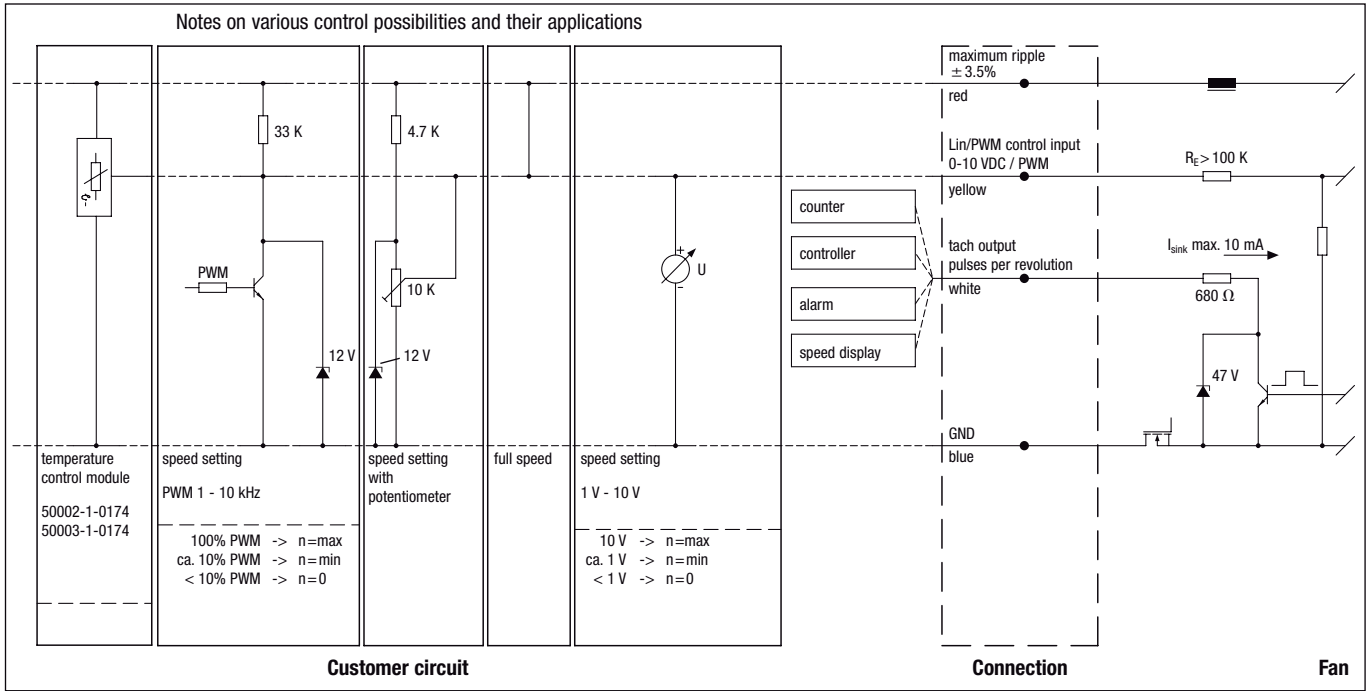 Notes on various control possibilities and their applications
33 K
PWM
12 V
4.7 K
10 K
12 V
+
U
-
temperature
control module
50002-1-0174
50003-1-0174
speed setting
PWM 1 - 10 kHz
100% PWM -> n=max
ca. 10% PWM -> n=min
< 10% PWM -> n=0
speed setting
with
potentiometer
full speed
speed setting
1 V - 10 V
10 V -> n=max
ca. 1 V -> n=min
< 1 V -> n=0
counter
controller
alarm
speed display
maximum ripple
± 3.5%
red
Lin/PWM control input
0-10 VDC / PWM
yellow
tach output
pulses per revolution
white
GND
blue
RE> 100 K
Isink max. 10 mA
680 Ω
47 V
Customer circuit
Connection
Fan